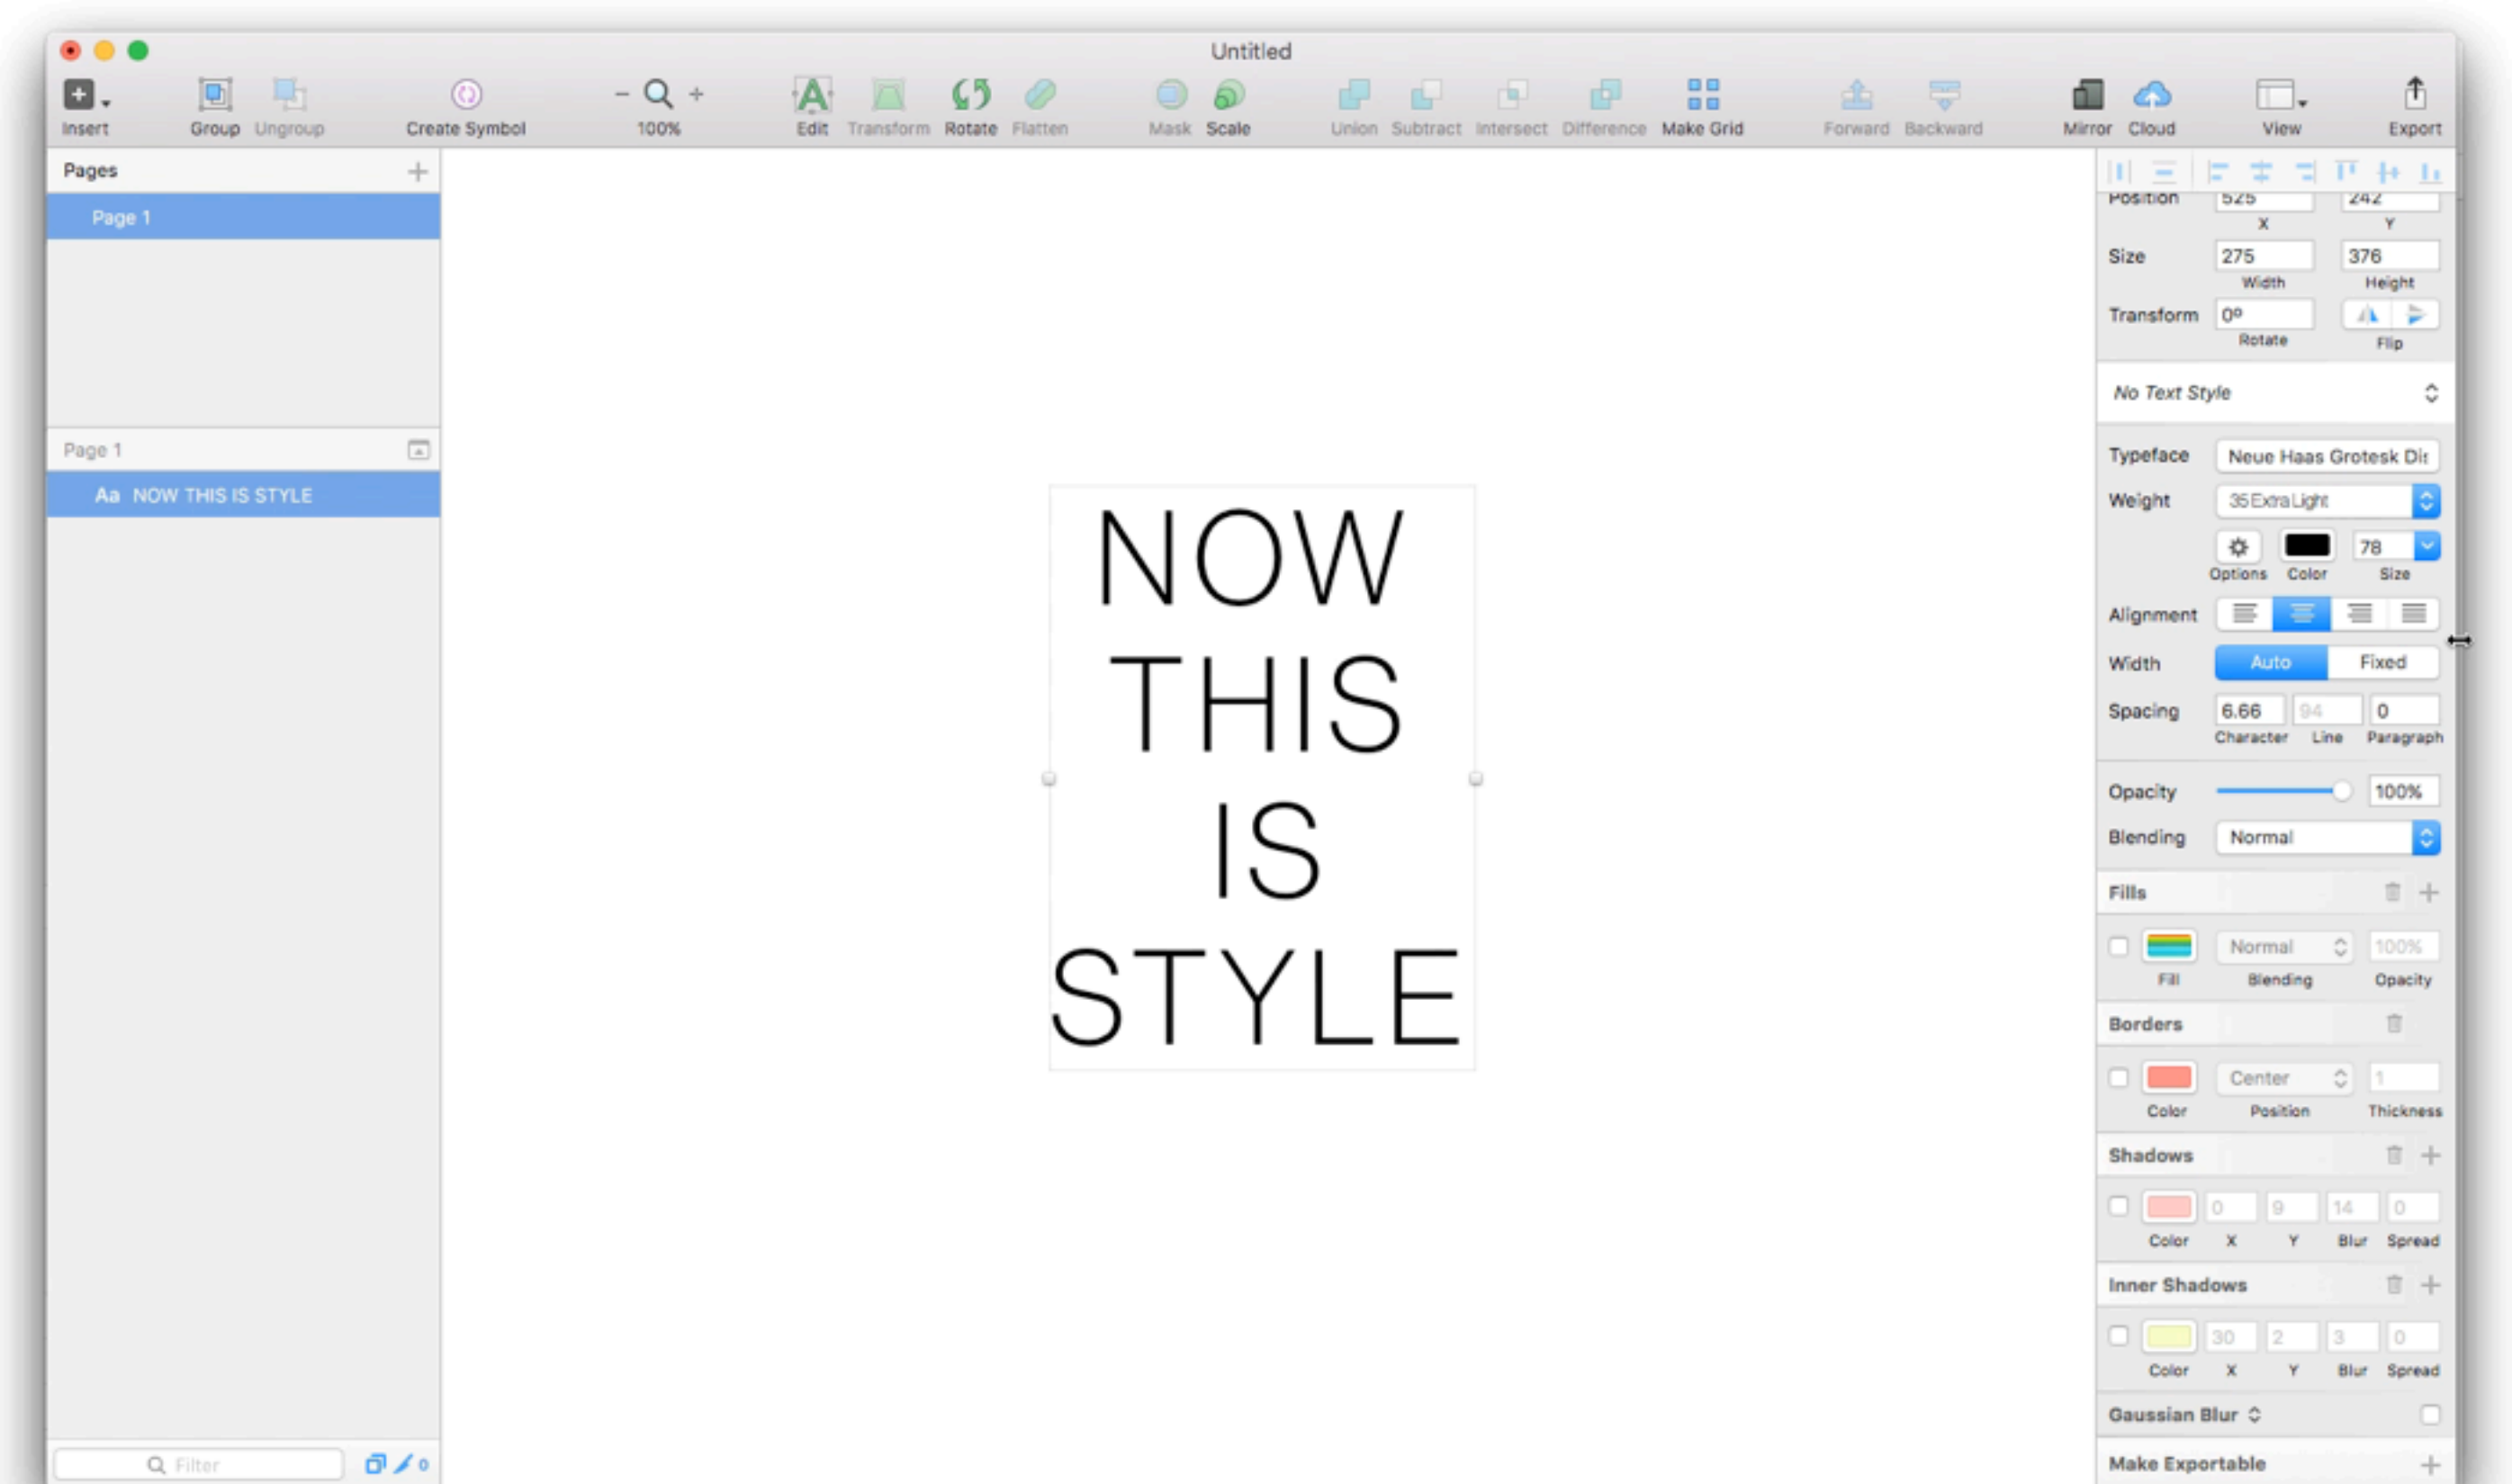 Untitled
Insert Group Ungroup Create Symbol 100% Edit Transform Rotate Flatten Mask Scale Union Subtract Intersect Difference Make Grid Forward Backward Mirror Cloud View Export
Pages
Page 1
Page 1
Aa NOW THIS IS STYLE
Filter 0
NOW
THIS
IS
STYLE
Position 525 242
X Y
Size 275 376
Width Height
Transform 0º
Rotate Flip
No Text Style
Typeface Neue Haas Grotesk Dis
Weight 35 Extra Light
78
Options Color Size
Alignment
Width Auto Fixed
Spacing 6.66 94 0
Character Line Paragraph
Opacity 100%
Blending Normal
Fills
Normal 100%
Fill Blending Opacity
Borders
Center 1
Color Position Thickness
Shadows
0 9 14 0
Color X Y Blur Spread
Inner Shadows
30 2 3 0
Color X Y Blur Spread
Gaussian Blur
Make Exportable